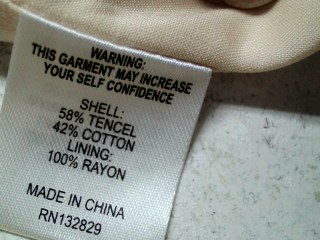 WARNING:
THIS GARMENT MAY INCREASE
YOUR SELF CONFIDENCE
SHELL:
58% TENCEL
42% COTTON
LINING:
100% RAYON
MADE IN CHINA
RN132829